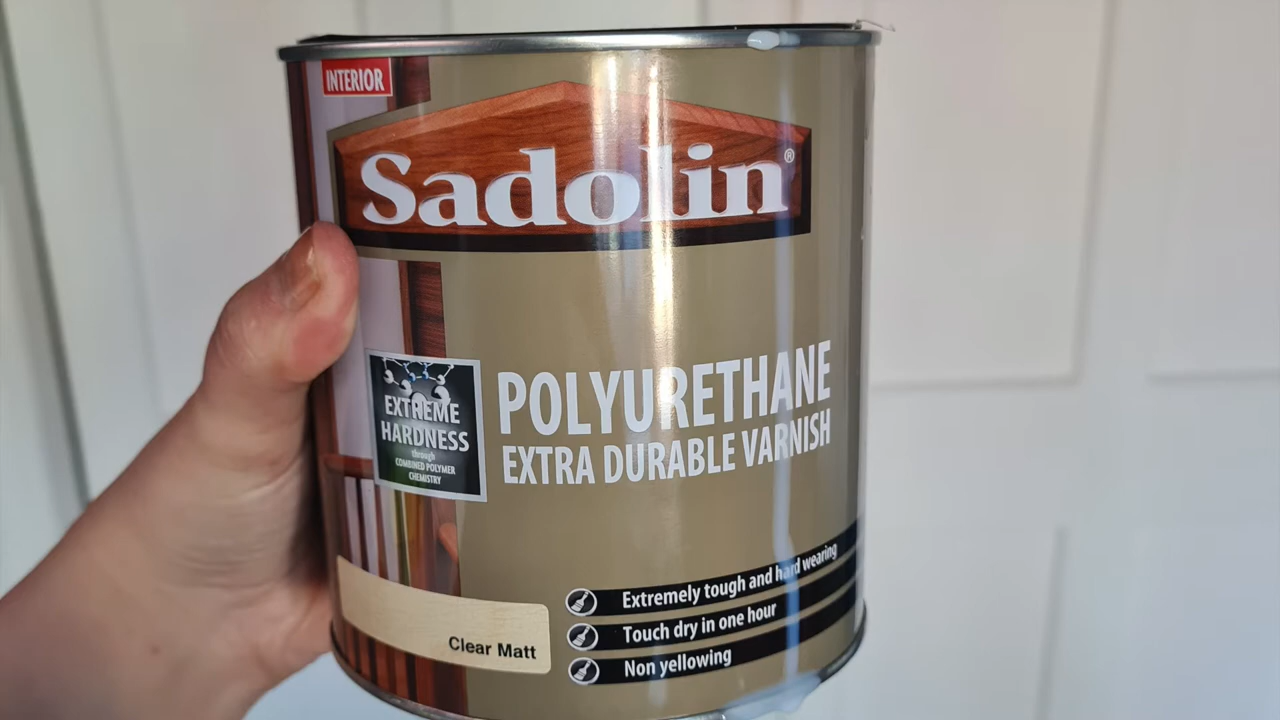 INTERIOR
Sadolin®
EXTREME
HARDNESS
through
COMBINED POLYMER
CHEMISTRY
POLYURETHANE
EXTRA DURABLE VARNISH
Extremely tough and hard wearing
Touch dry in one hour
Non yellowing
Clear Matt